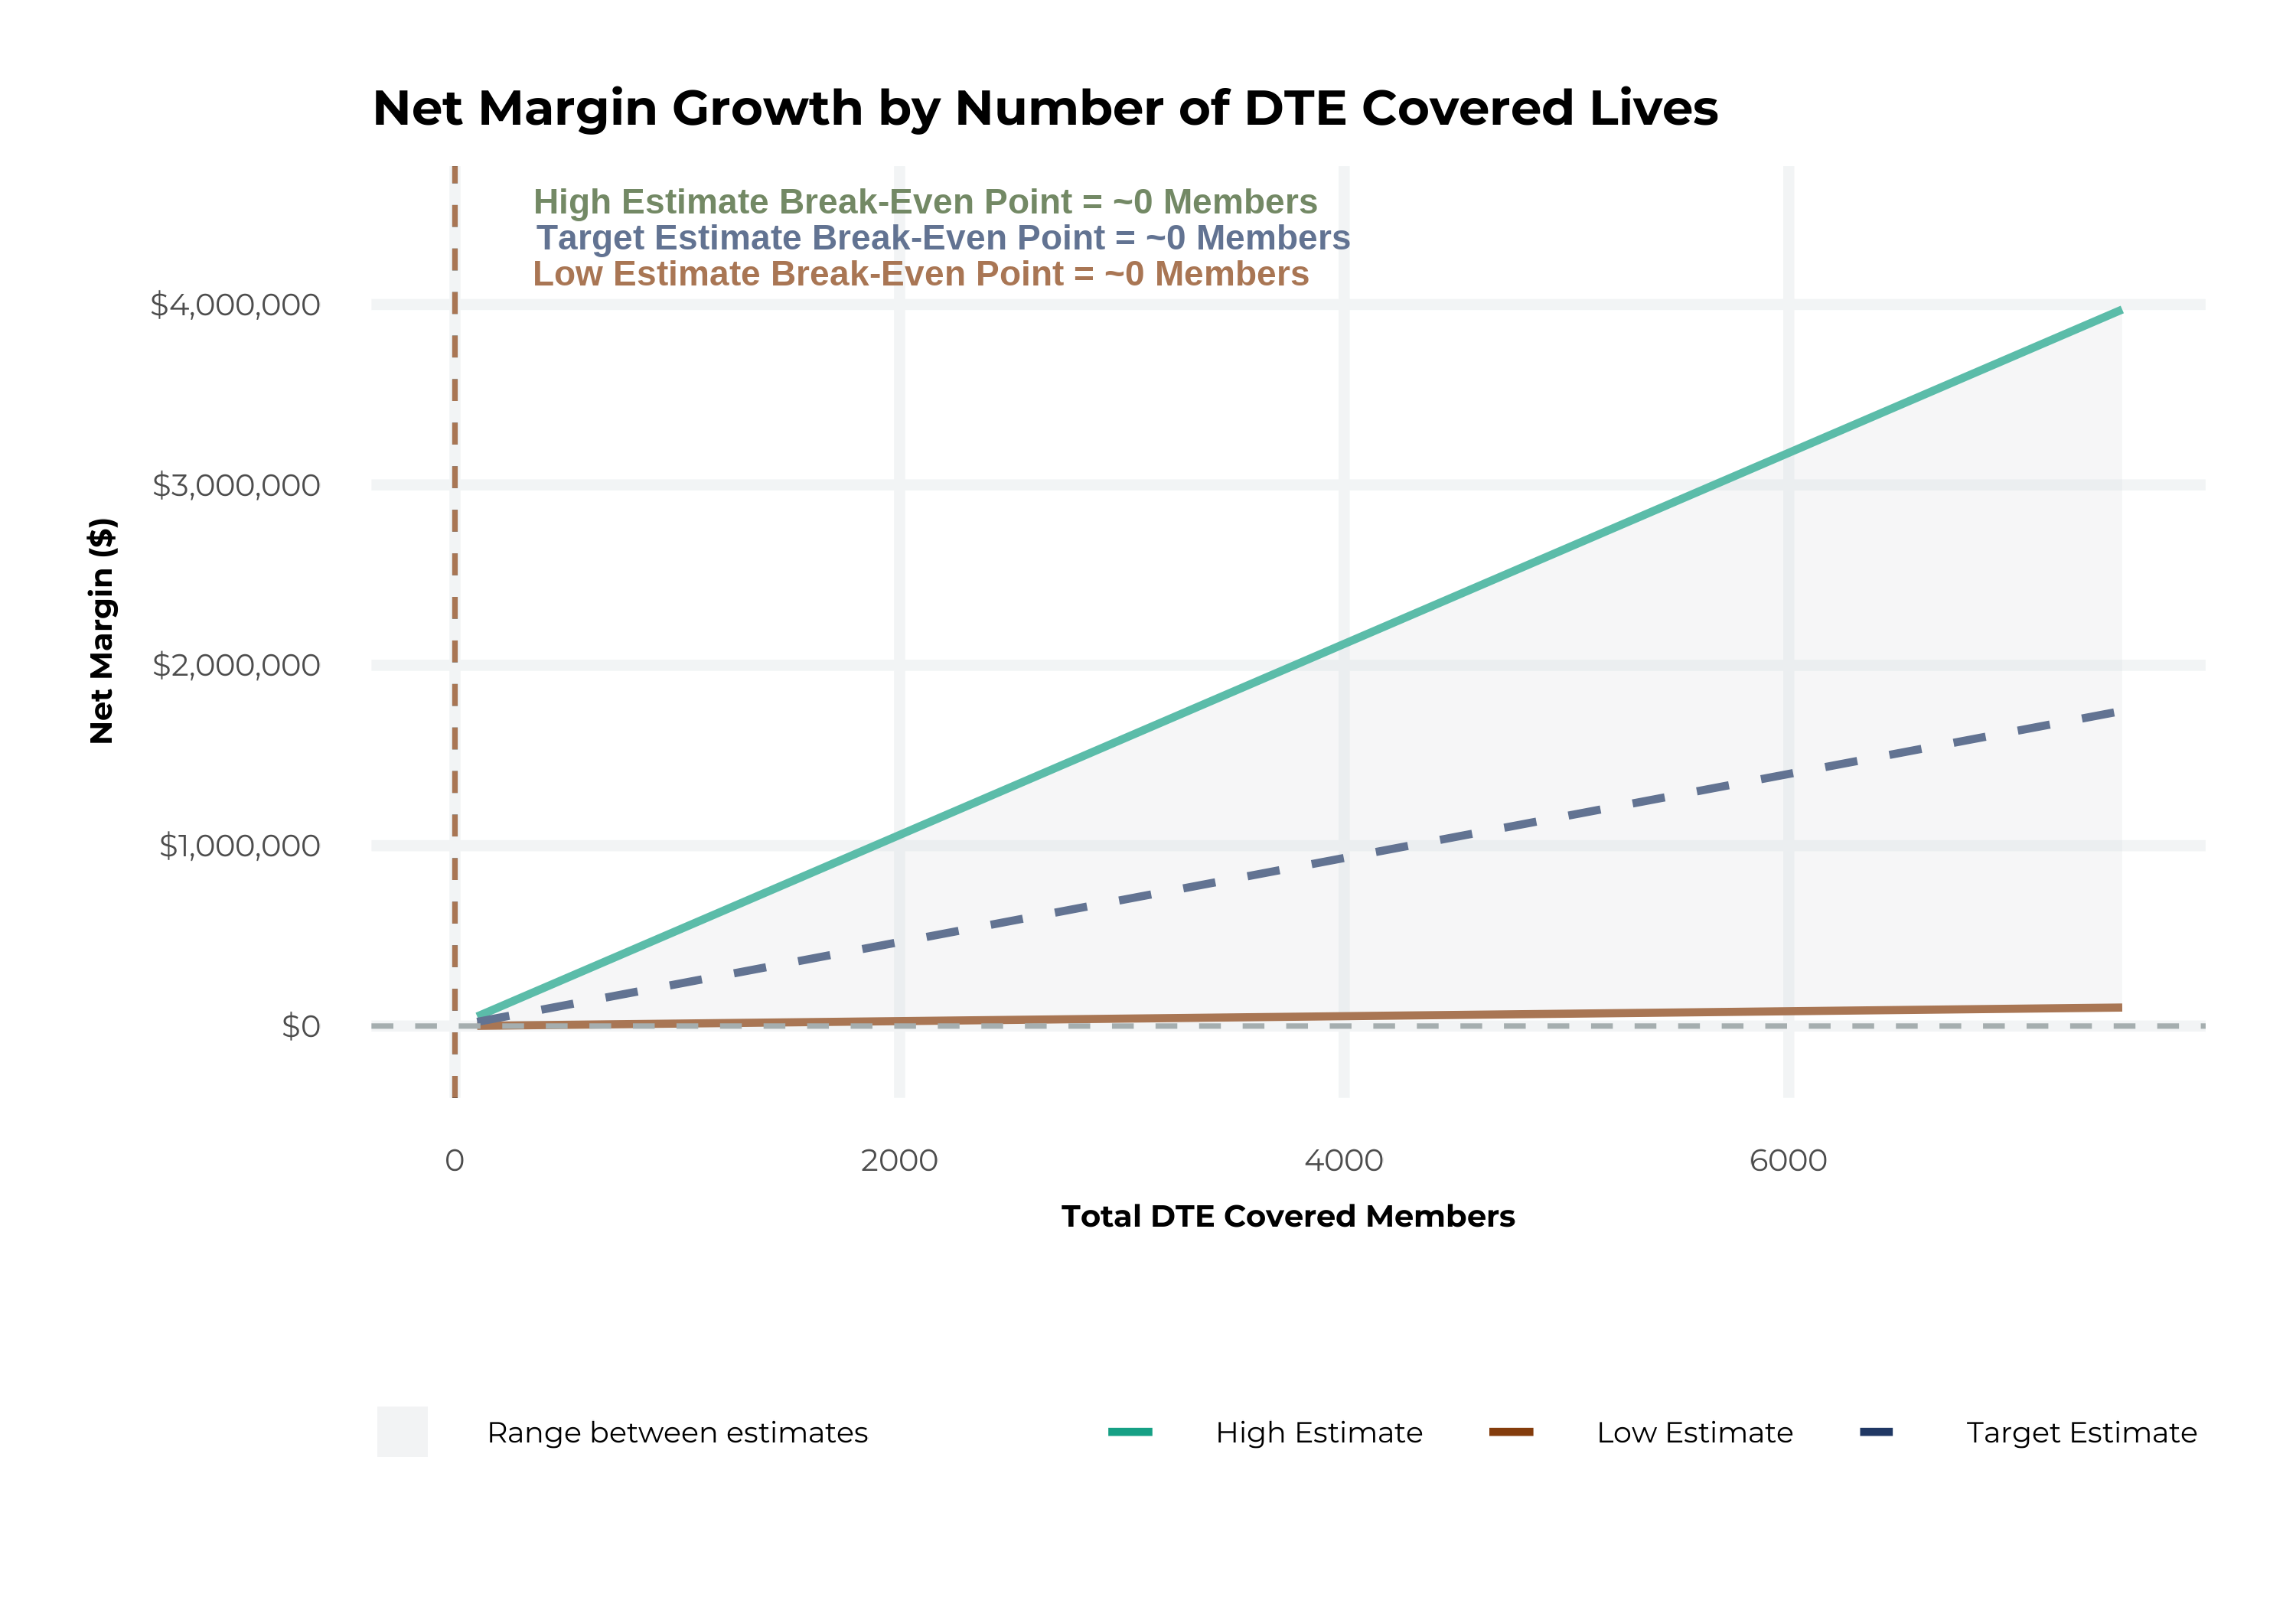 Net Margin Growth by Number of DTE Covered Lives
High Estimate Break-Even Point = ~0 Members
Target Estimate Break-Even Point = ~0 Members
Low Estimate Break-Even Point = ~0 Members
$4,000,000
$3,000,000
$2,000,000
$1,000,000
$0
Net Margin ($)
0 2000 4000 6000
Total DTE Covered Members
Range between estimates High Estimate Low Estimate Target Estimate